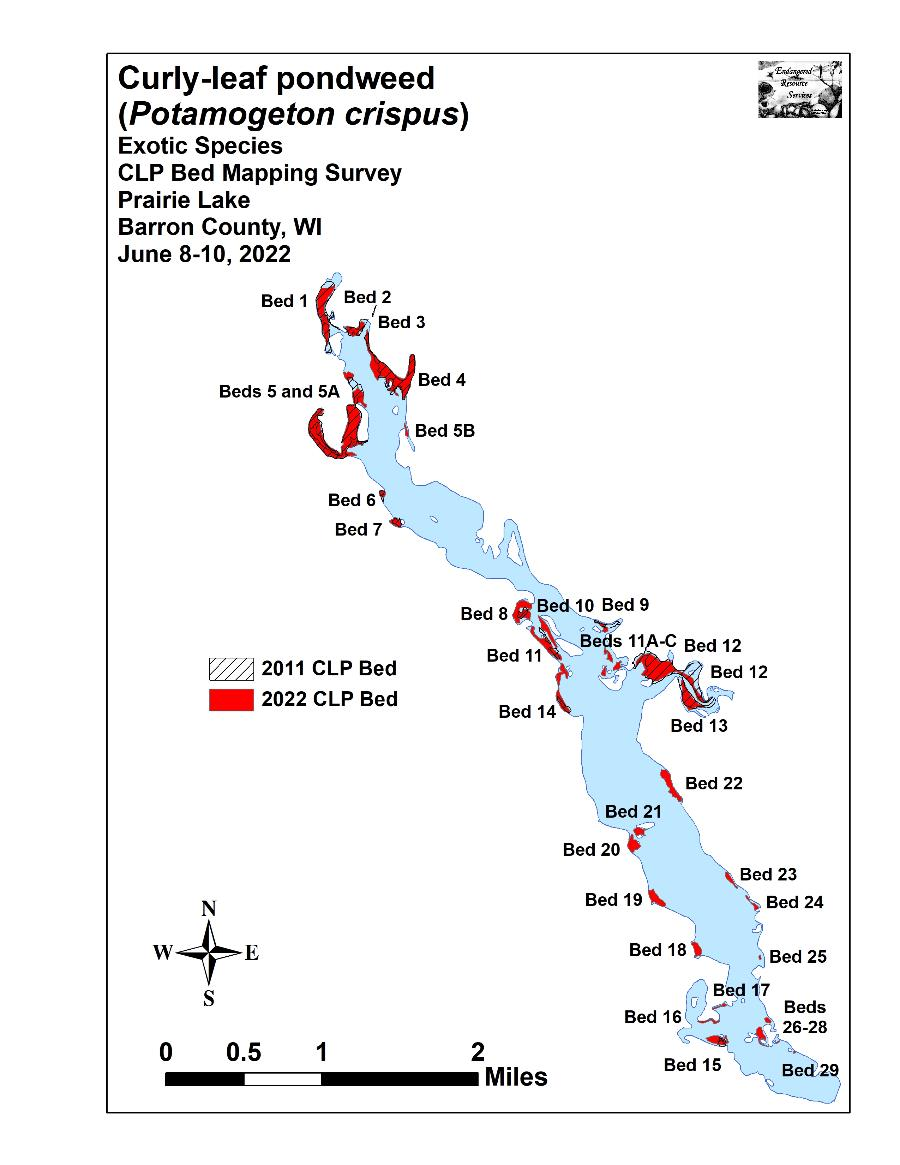 Curly-leaf pondweed
(Potamogeton crispus)
Exotic Species
CLP Bed Mapping Survey
Prairie Lake
Barron County, WI
June 8-10, 2022
Endangered
Resource
Services
Bed 1
Bed 2
Bed 3
Bed 4
Beds 5 and 5A
Bed 5B
Bed 6
Bed 7
Bed 8
Bed 10
Bed 9
Beds 11A-C
Bed 12
Bed 11
Bed 12
2011 CLP Bed
2022 CLP Bed
Bed 14
Bed 13
Bed 22
Bed 21
Bed 20
Bed 23
Bed 19
Bed 24
N
W
E
S
Bed 18
Bed 25
Bed 17
Bed 16
Beds
26-28
Bed 15
Bed 29
0 0.5 1 2
Miles